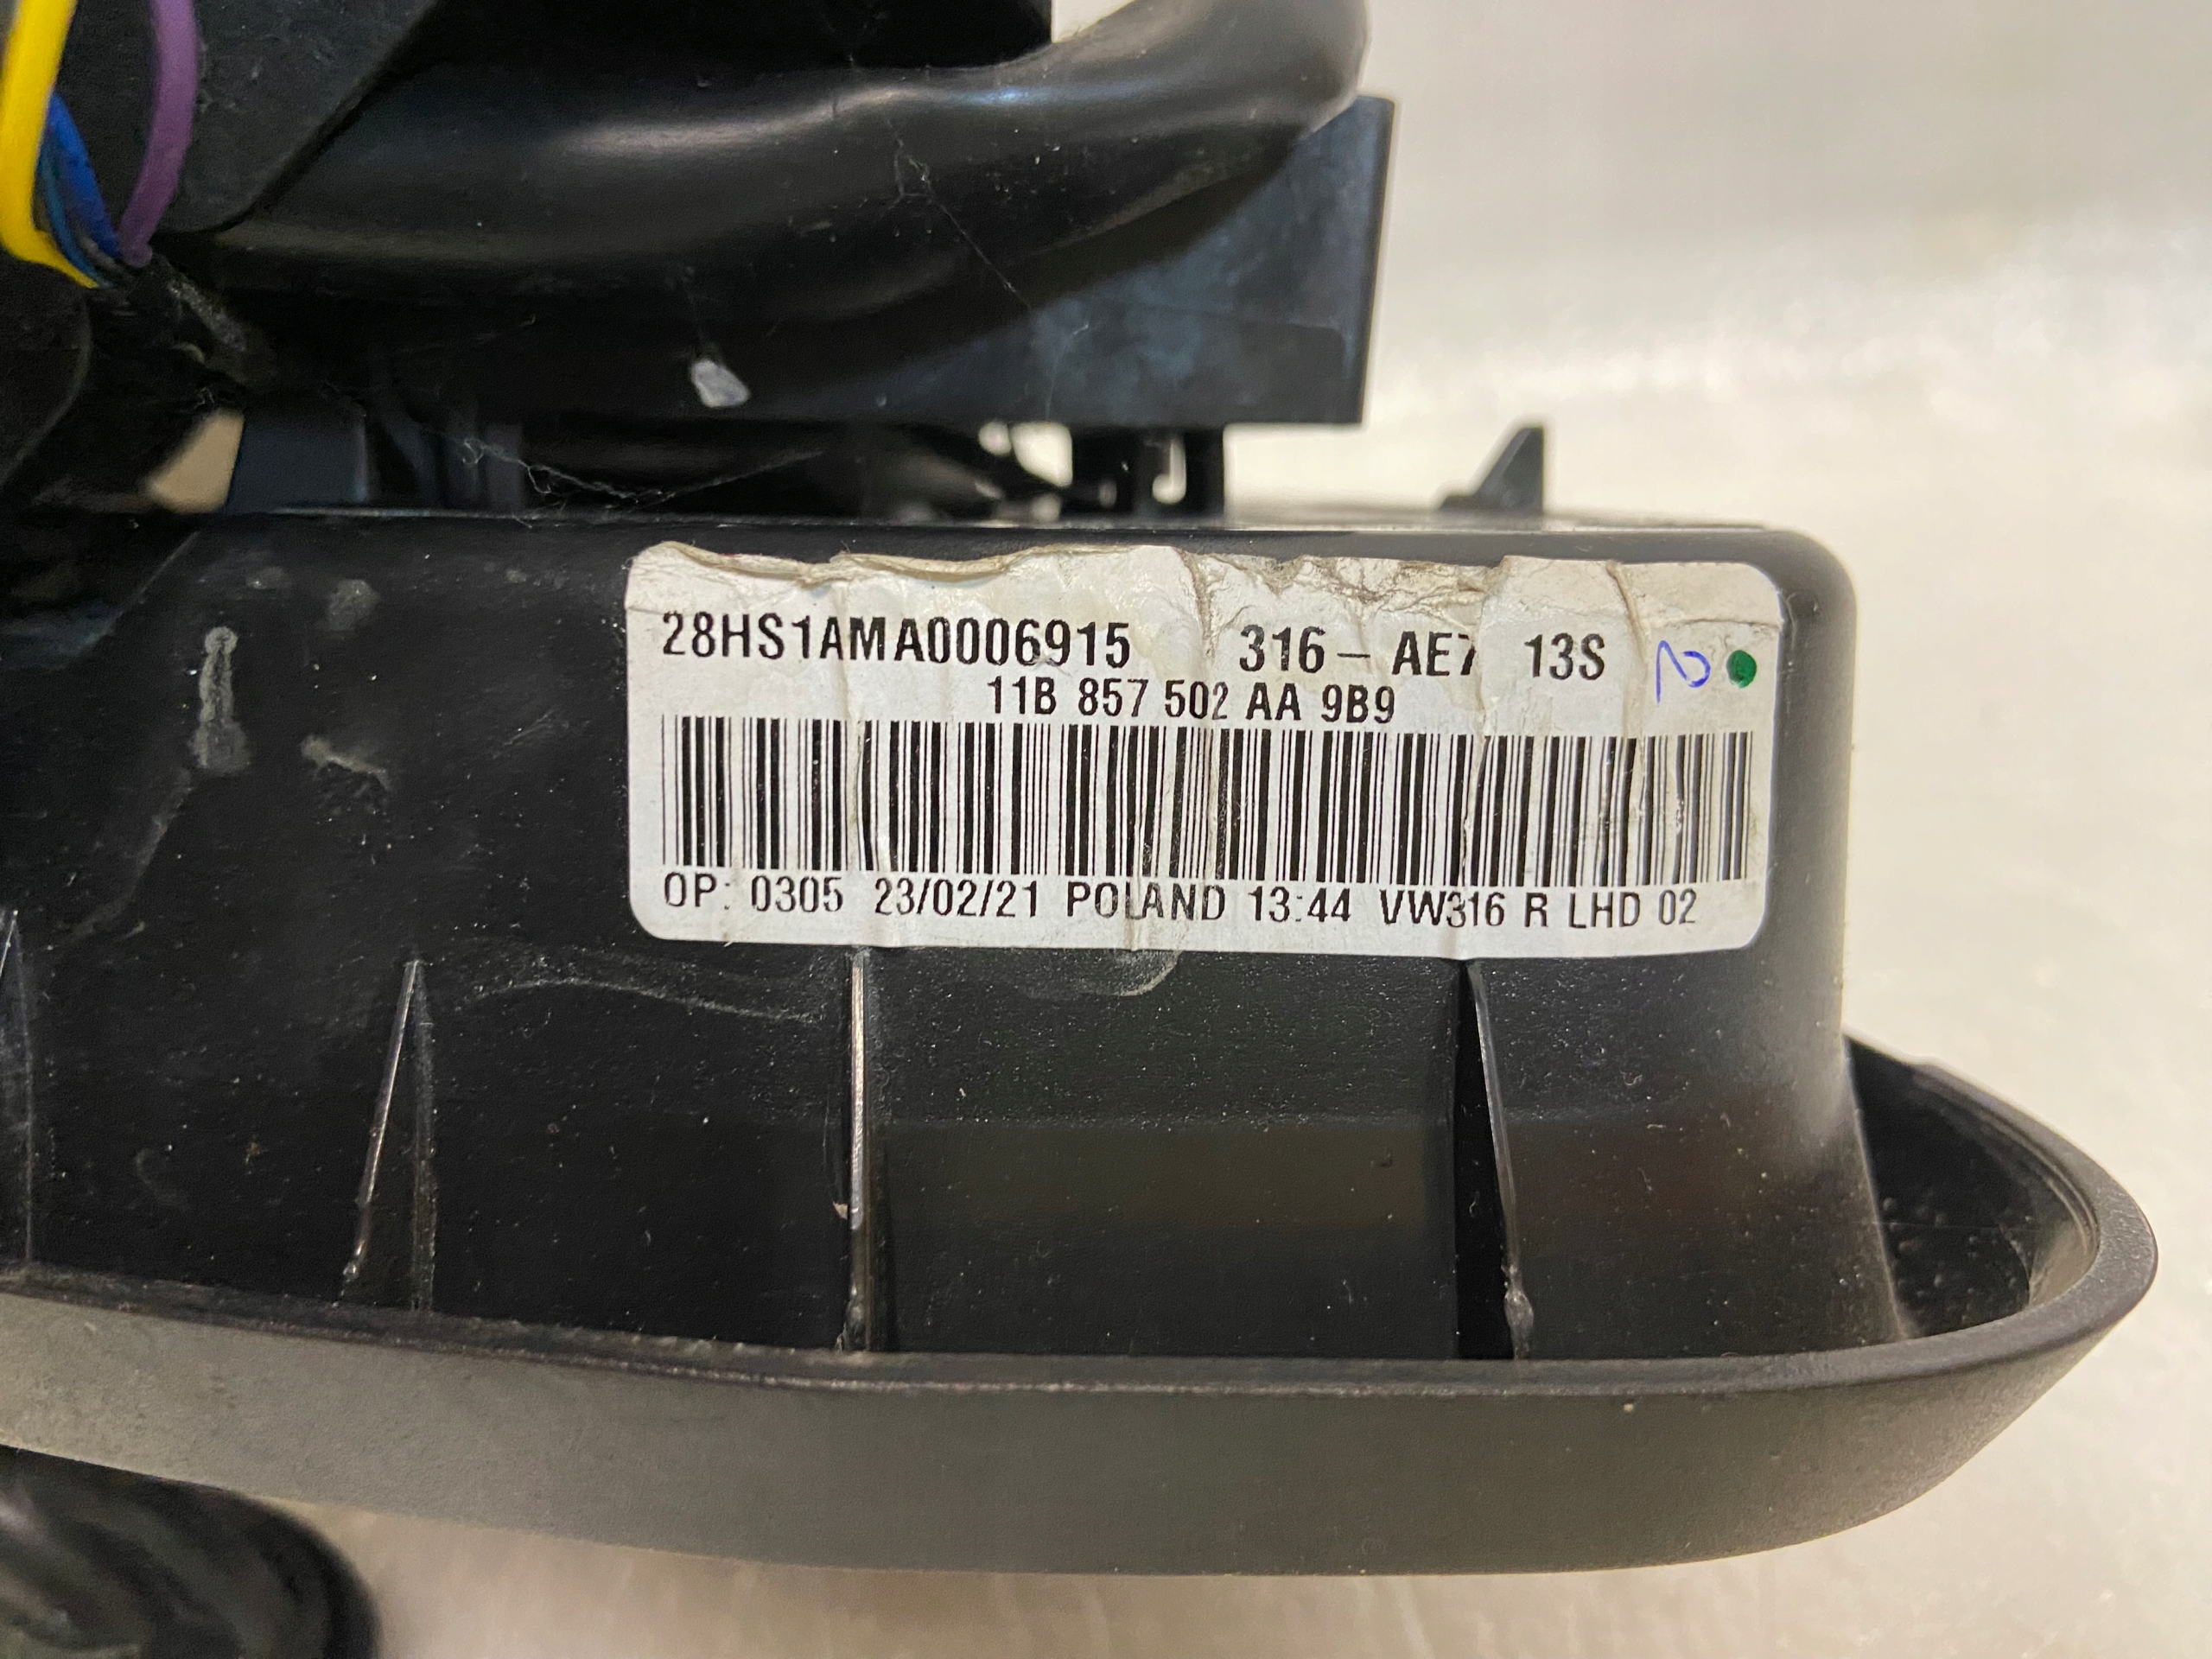 28HS1AMA0006915 316 - AE7 13S 2
11B 857 502 AA 9B9
OP: 0305 23/02/21 POLAND 13:44 VW316 R LHD 02